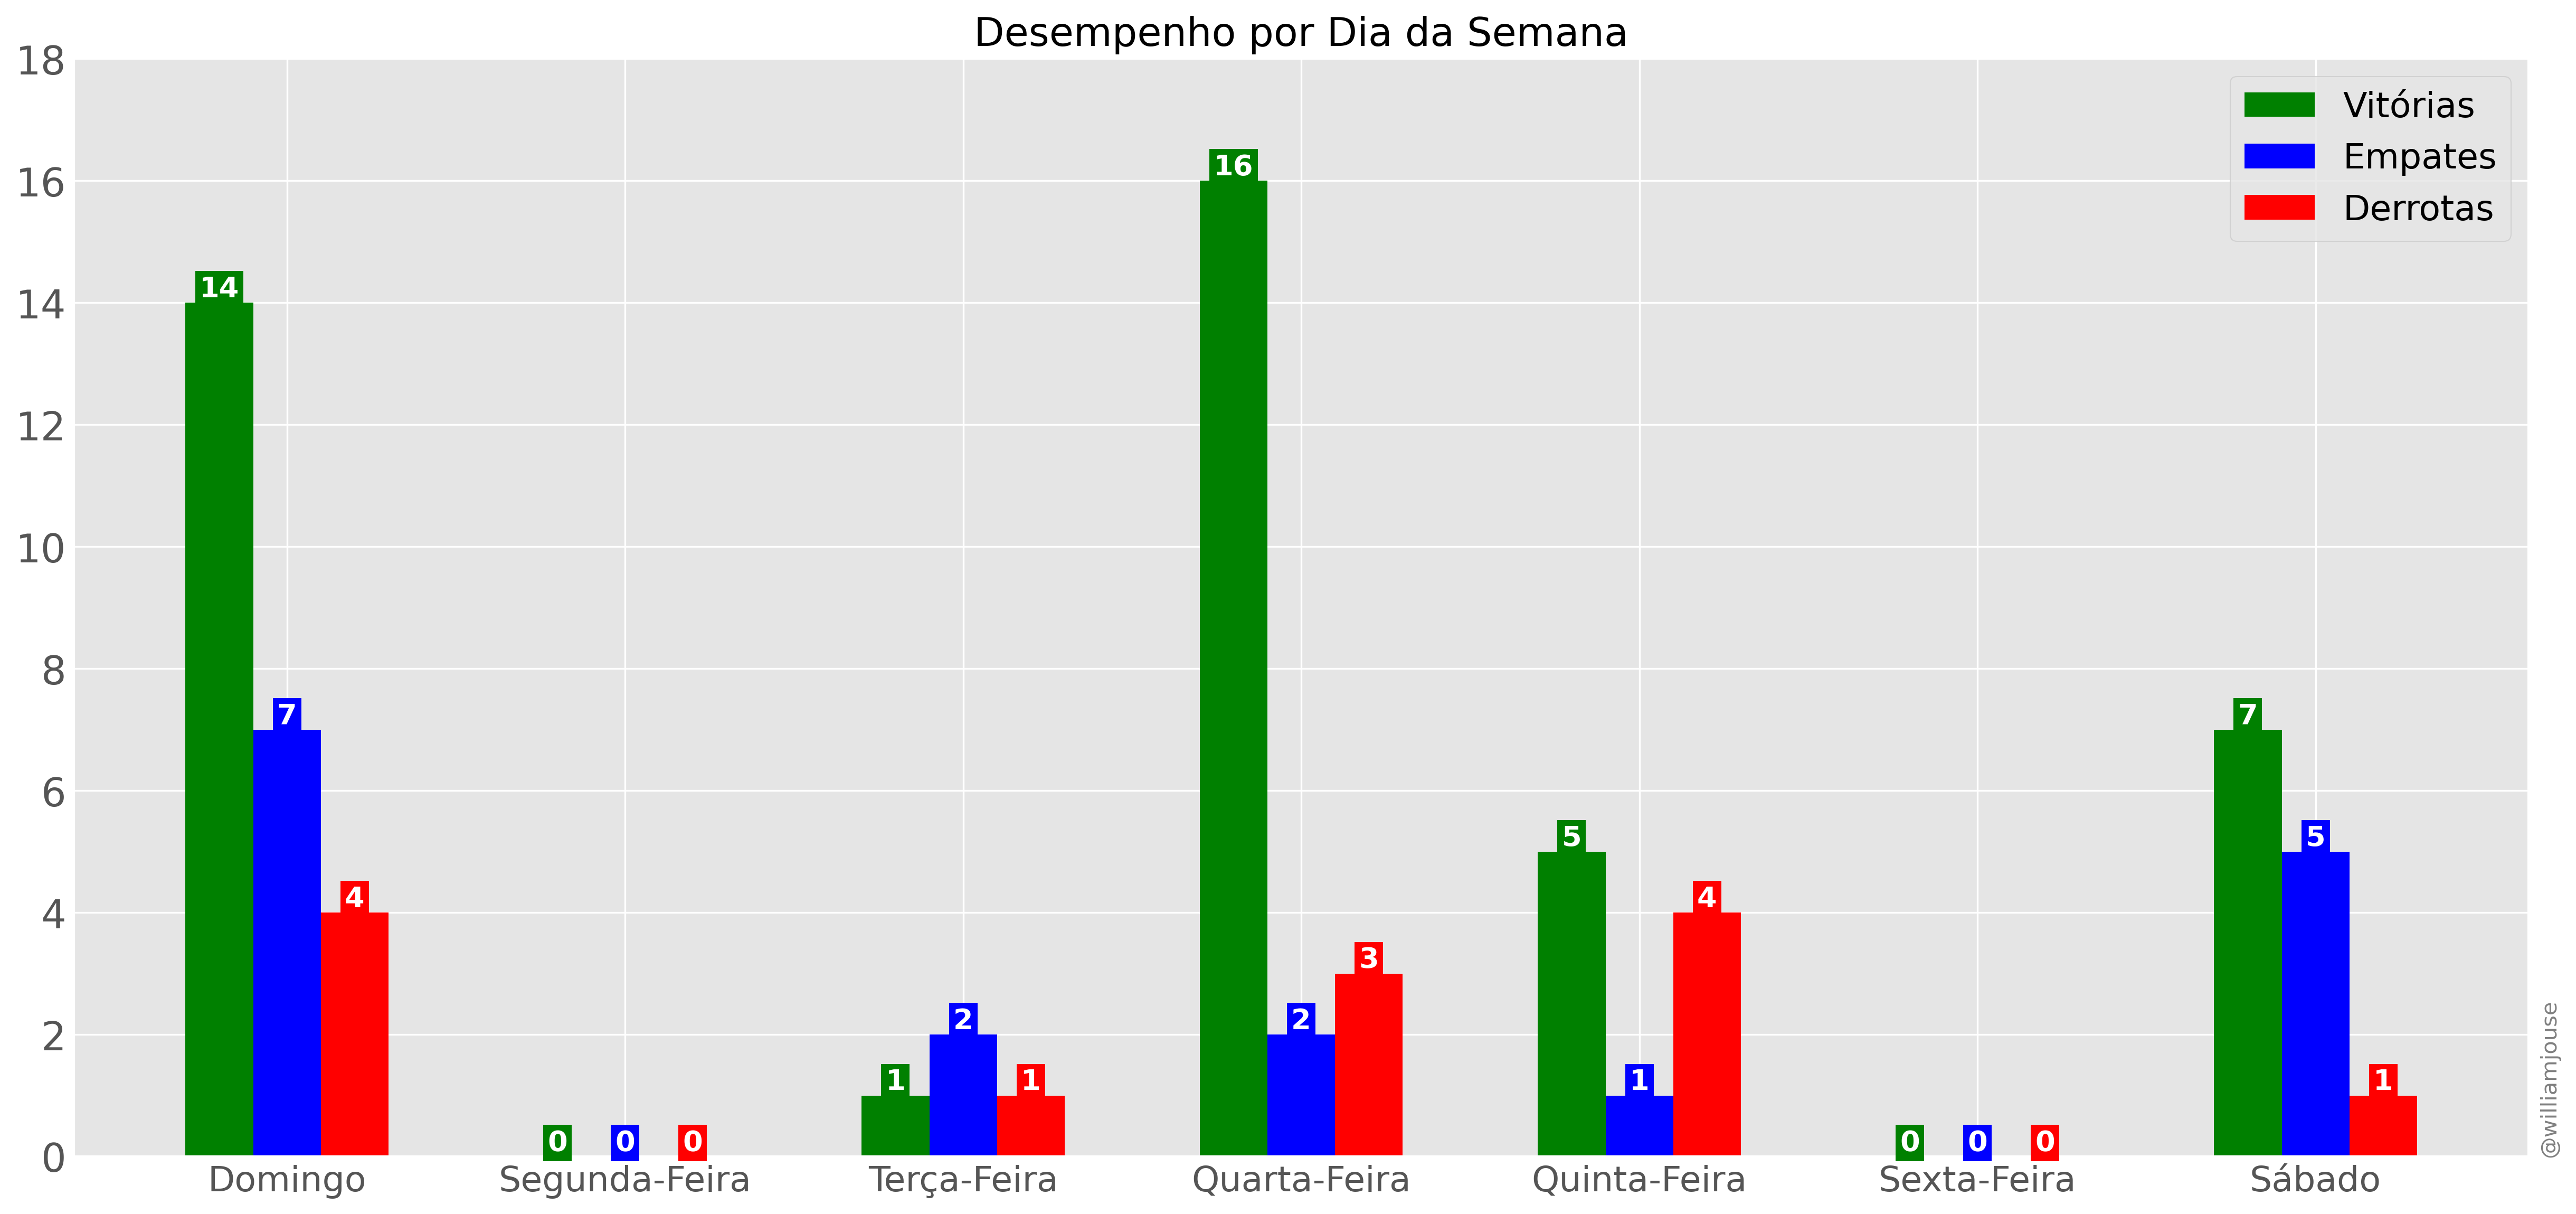 Desempenho por Dia da Semana
18
16
14
12
10
8
6
4
2
0
Vitórias
Empates
Derrotas
14
7
4
0
0
0
1
2
1
16
2
3
5
1
4
0
0
0
7
5
1
Domingo
Segunda-Feira
Terça-Feira
Quarta-Feira
Quinta-Feira
Sexta-Feira
Sábado
@williamjouse